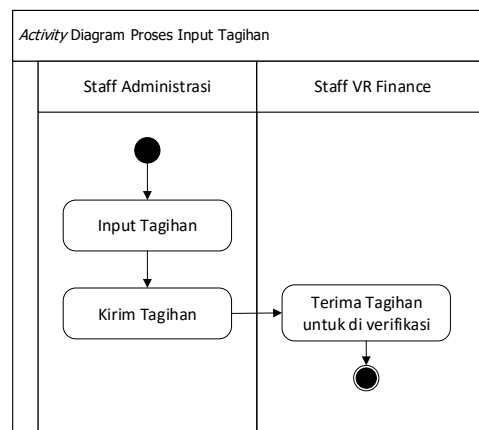 Activity Diagram Proses Input Tagihan
Staff Administrasi
Staff VR Finance
Input Tagihan
Kirim Tagihan
Terima Tagihan
untuk di verifikasi